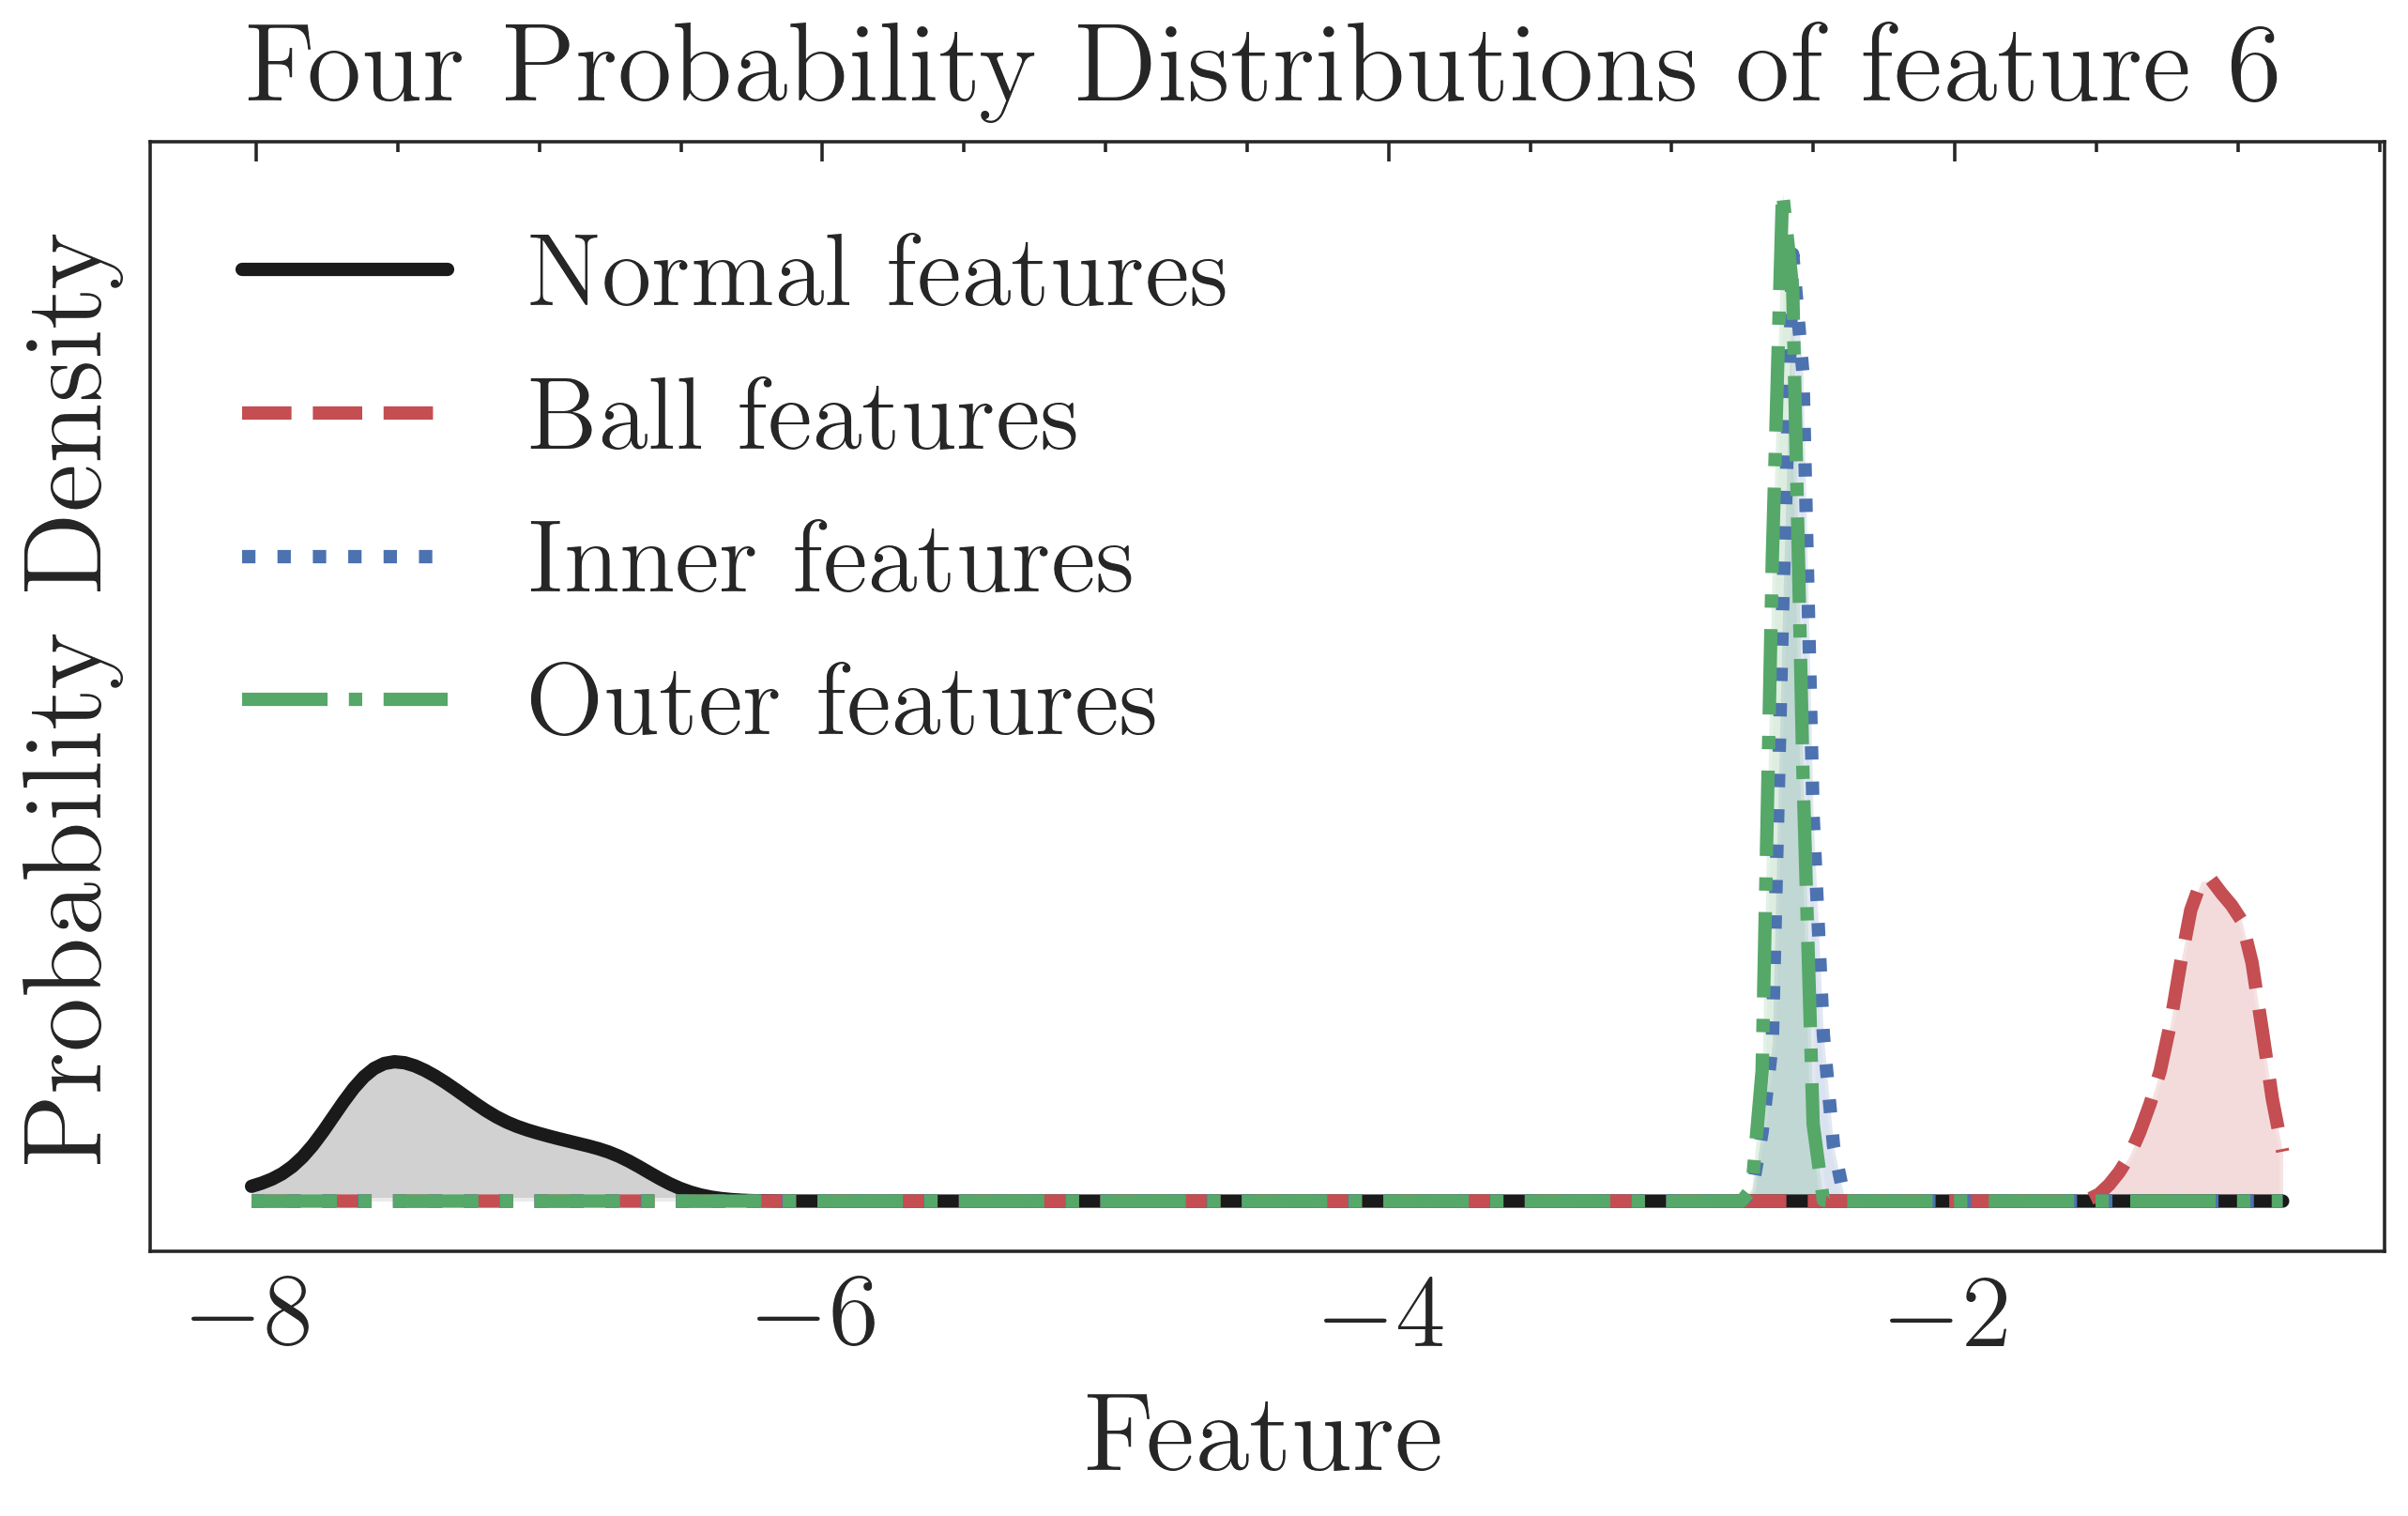 Four Probability Distributions of feature 6
Probability Density
Normal features
Ball features
Inner features
Outer features
−8 −6 −4 −2
Feature